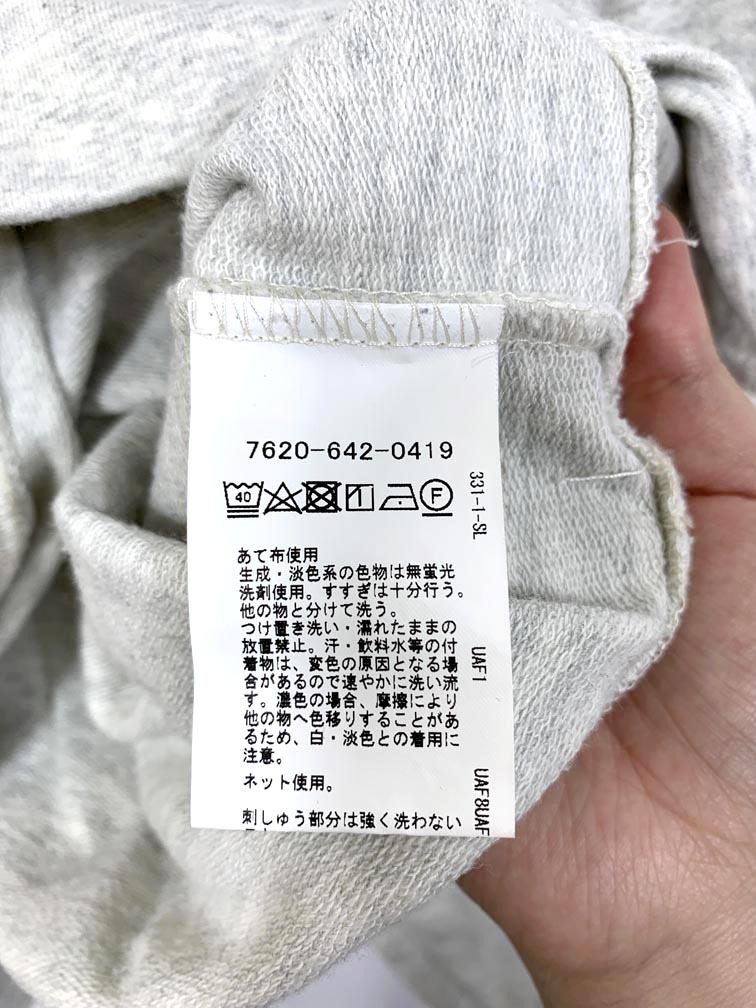 7620-642-0419
40
F
あて布使用
生成・淡色系の色物は無蛍光
洗剤使用。すすぎは十分行う。
他の物と分けて洗う。
つけ置き洗い・濡れたままの
放置禁止。汗・飲料水等の付
着物は、変色の原因となる場
合があるので速やかに洗い流
す。濃色の場合、摩擦により
他の物へ色移りすることがあ
るため、白・淡色との着用に
注意。
ネット使用。
刺しゅう部分は強く洗わない
331-1-SL
UAF1
UAF8UAF